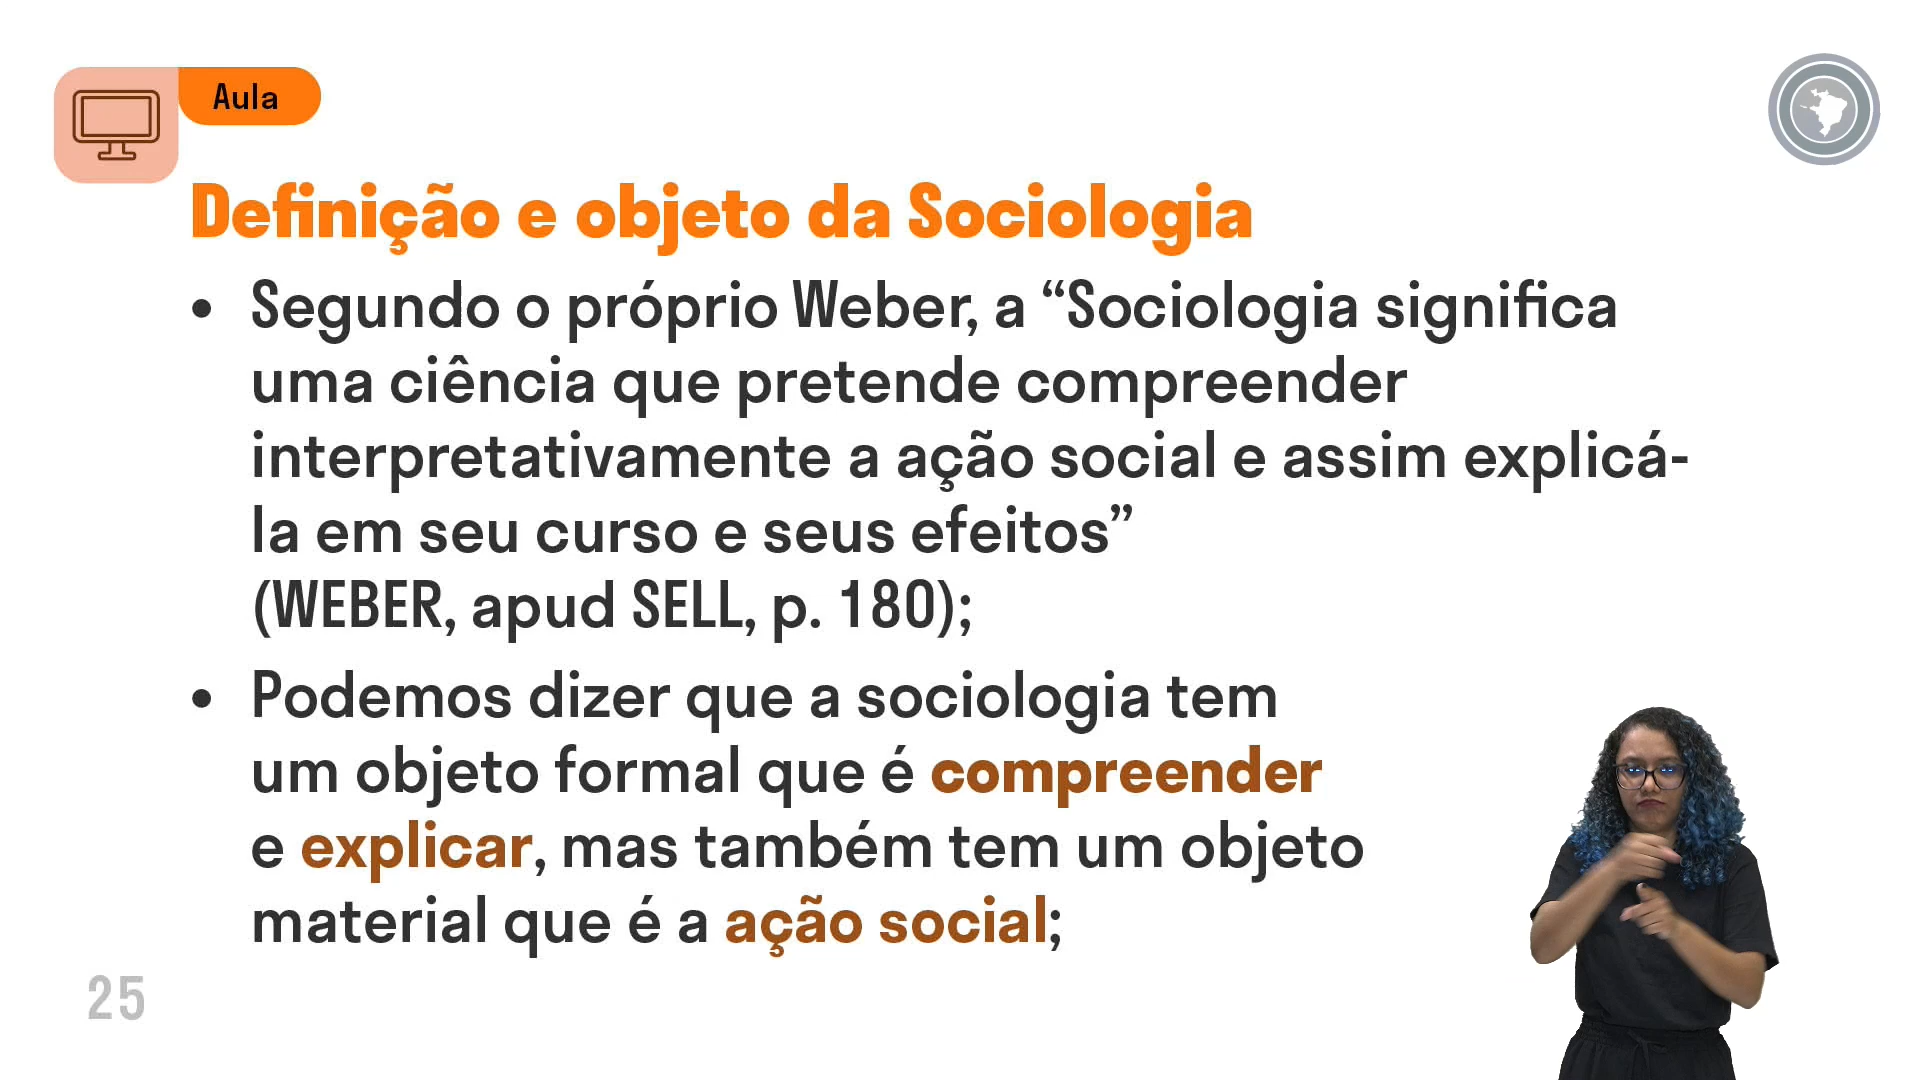 Aula
Definição e objeto da Sociologia
• Segundo o próprio Weber, a “Sociologia significa
uma ciência que pretende compreender
interpretativamente a ação social e assim explicá-
la em seu curso e seus efeitos”
(WEBER, apud SELL, p. 180);
• Podemos dizer que a sociologia tem
um objeto formal que é compreender
e explicar, mas também tem um objeto
material que é a ação social;
25